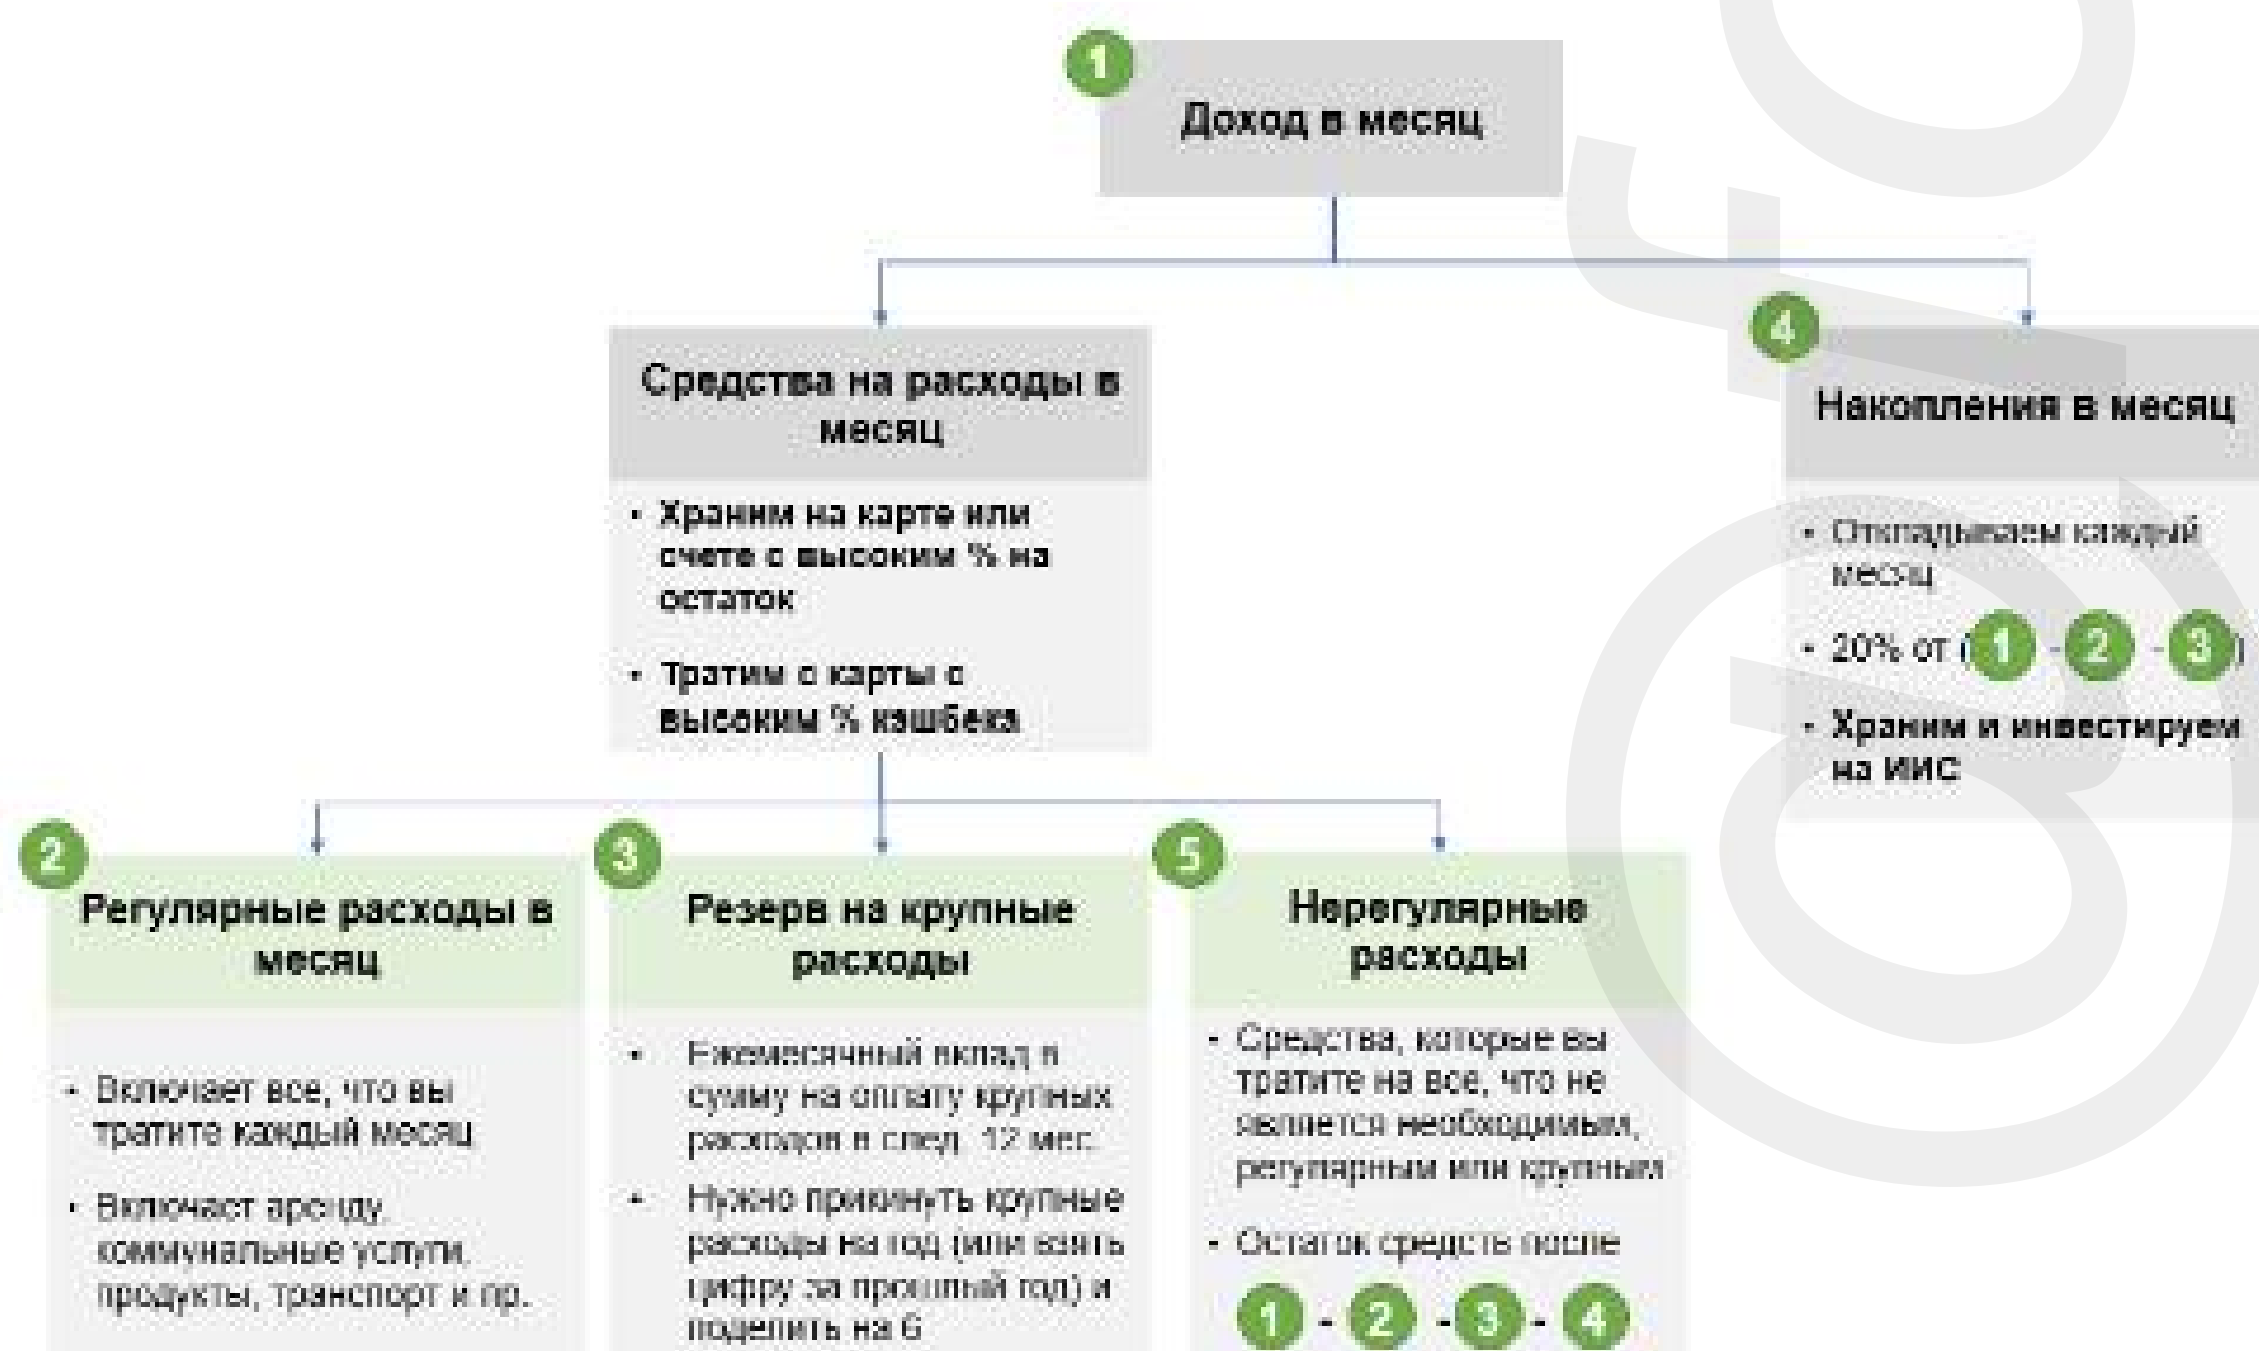 1
Доход в месяц
Средства на расходы в
месяц
• Храним на карте или
счете с высоким % на
остаток
• Тратим с карты с
высоким % кэшбека
4
Накопления в месяц
• Откладываем каждый
месяц
• 20% от (1 - 2 - 3)
• Храним и инвестируем
на ИИС
2
Регулярные расходы в
месяц
• Включает все, что вы
тратите каждый месяц
• Включает аренду,
коммунальные услуги,
продукты, транспорт и пр.
3
Резерв на крупные
расходы
• Ежемесячный вклад в
сумму на оплату крупных
расходов в след. 12 мес.
• Нужно прикинуть крупные
расходы на год (или взять
цифру за прошлый год) и
поделить на 6
5
Нерегулярные
расходы
• Средства, которые вы
тратите на все, что не
является необходимым,
регулярным или крупным
• Остаток средств после
1 - 2 - 3 - 4